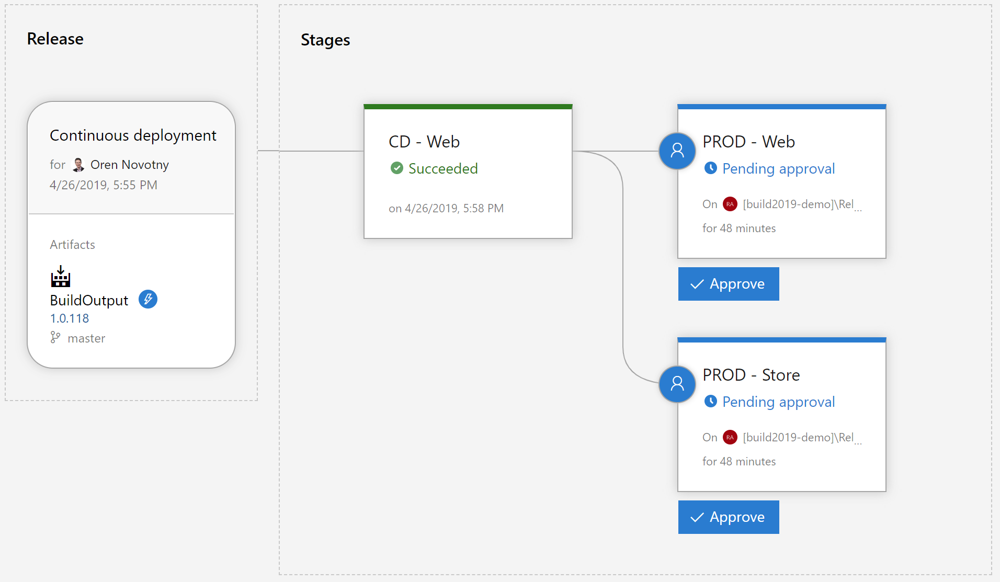 Release
Continuous deployment
for Oren Novotny
4/26/2019, 5:55 PM
Artifacts
BuildOutput
1.0.118
master
Stages
CD - Web
Succeeded
on 4/26/2019, 5:58 PM
PROD - Web
Pending approval
On RA [build2019-demo]\Rel...
for 48 minutes
Approve
PROD - Store
Pending approval
On RA [build2019-demo]\Rel...
for 48 minutes
Approve